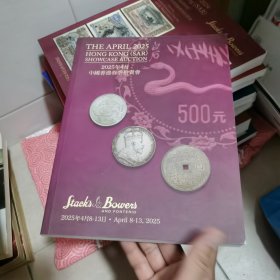 THE APRIL 2025
HONG KONG (SAR)
SHOWCASE AUCTION
2025年4月
中國香港錢幣拍賣會
500元
Stack's Bowers
AND PONTERIO
2025年4月8-13日 • April 8-13, 2025